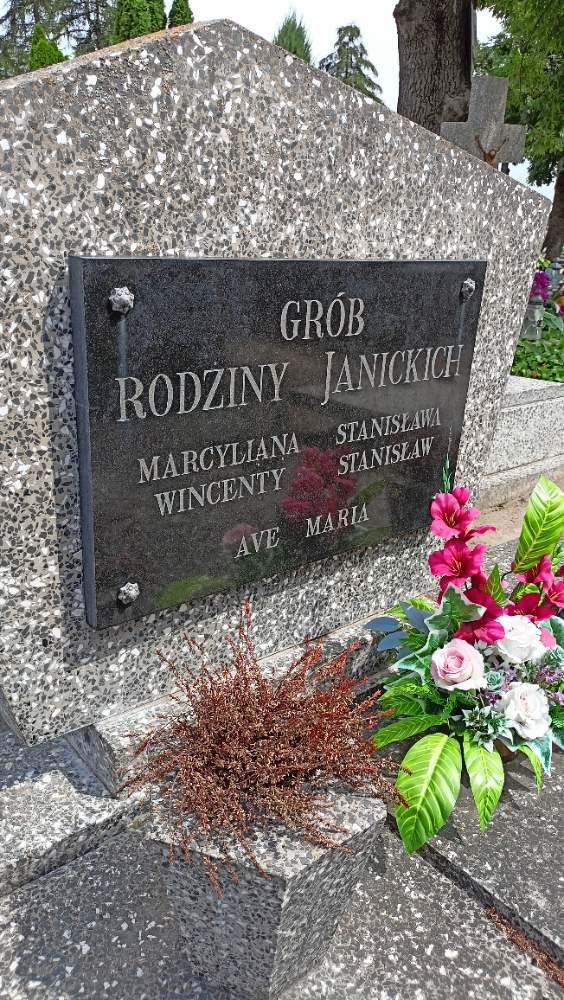 GRÓB
RODZINY JANICKICH
MARCYLIANA STANISŁAWA
WINCENTY STANISŁAW
AVE MARIA